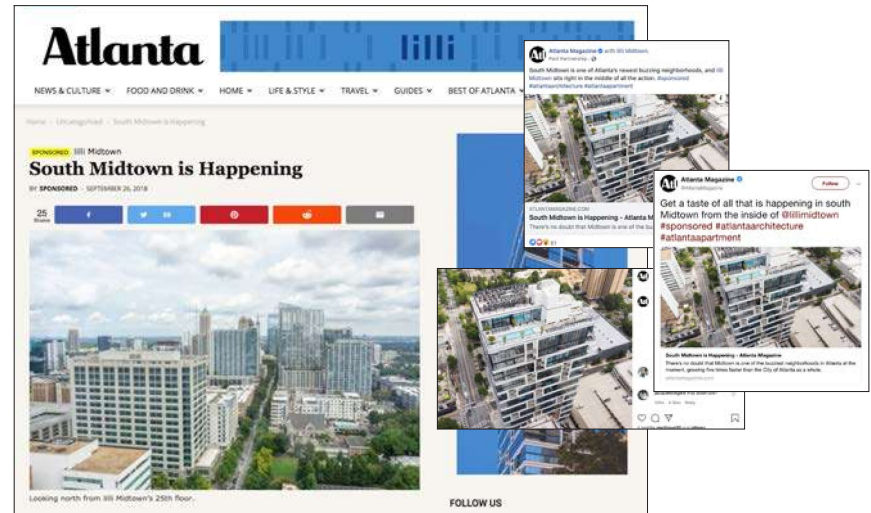 Atlanta
lilli
NEWS & CULTURE
FOOD AND DRINK
HOME
LIFE & STYLE
TRAVEL
GUIDES
BEST OF ATLANTA
Home › Uncategorized › South Midtown is Happening
SPONSORED lilli Midtown
South Midtown is Happening
BY SPONSORED - SEPTEMBER 26, 2018
25
Shares
Looking north from lilli Midtown's 25th floor.
FOLLOW US
Atl
Atlanta Magazine with lilli Midtown.
Paid Partnership
South Midtown is one of Atlanta's newest buzzing neighborhoods, and lilli
Midtown sits right in the middle of all the action. #sponsored
#atlantaarchitecture #atlantaapartment
ATLANTAMAGAZINE.COM
South Midtown is Happening - Atlanta M
There's no doubt that Midtown is one of the bu
51
Atl
Atlanta Magazine
@AtlantaMagazine
Follow
Get a taste of all that is happening in south
Midtown from the inside of @lillimidtown
#sponsored #atlantaarchitecture
#atlantaapartment
South Midtown is Happening - Atlanta Magazine
There's no doubt that Midtown is one of the buzziest neighborhoods in Atlanta at the
moment, growing five times faster than the City of Atlanta as a whole.
atlantamagazine.com